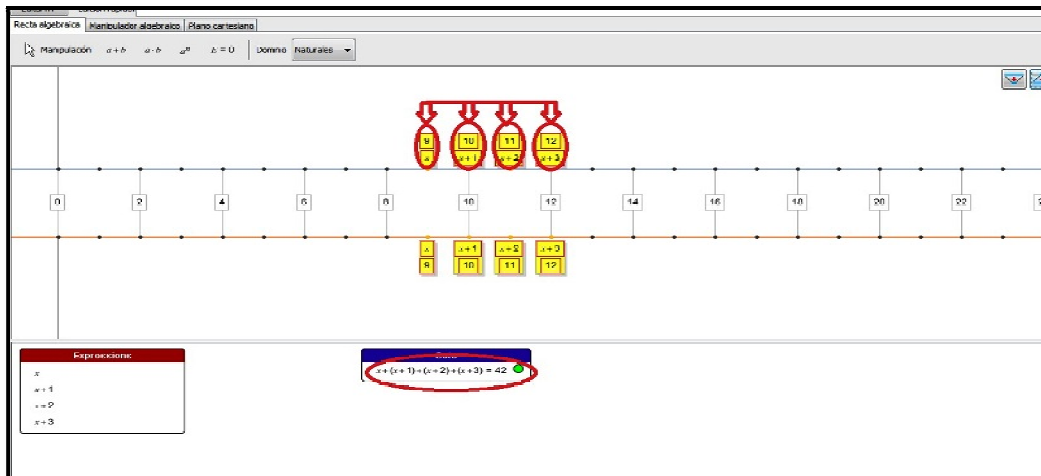 Recta algebraica Manipulador algebraico Plano cartesiano
Manipulación a+b a·b aⁿ Dominio Naturales
9 10 11 12
x x+1 x+2 x+3
0 2 4 6 8 10 12 14 16 18 20 22
x x+1 x+2 x+3
9 10 11 12
Expressions
x
x+1
x+2
x+3
x+(x+1)+(x+2)+(x+3) = 42